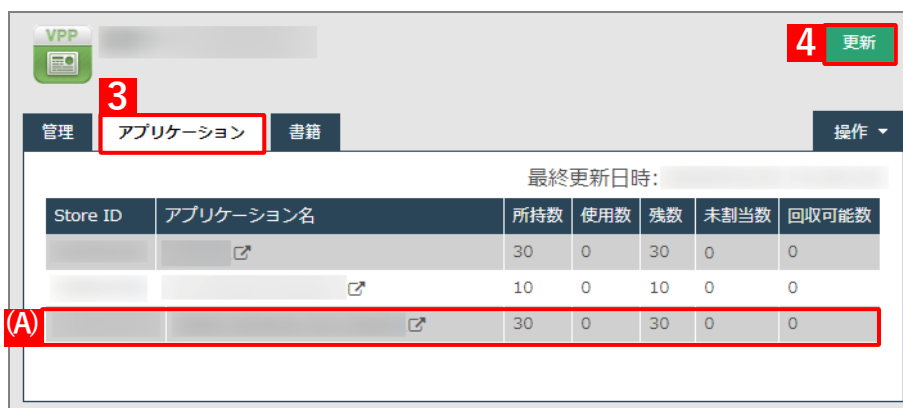 VPP
4 更新
3
管理 アプリケーション 書籍 操作
最終更新日時:
Store ID アプリケーション名 所持数 使用数 残数 未割当数 回収可能数
30 0 30 0 0
10 0 10 0 0
(A) 30 0 30 0 0